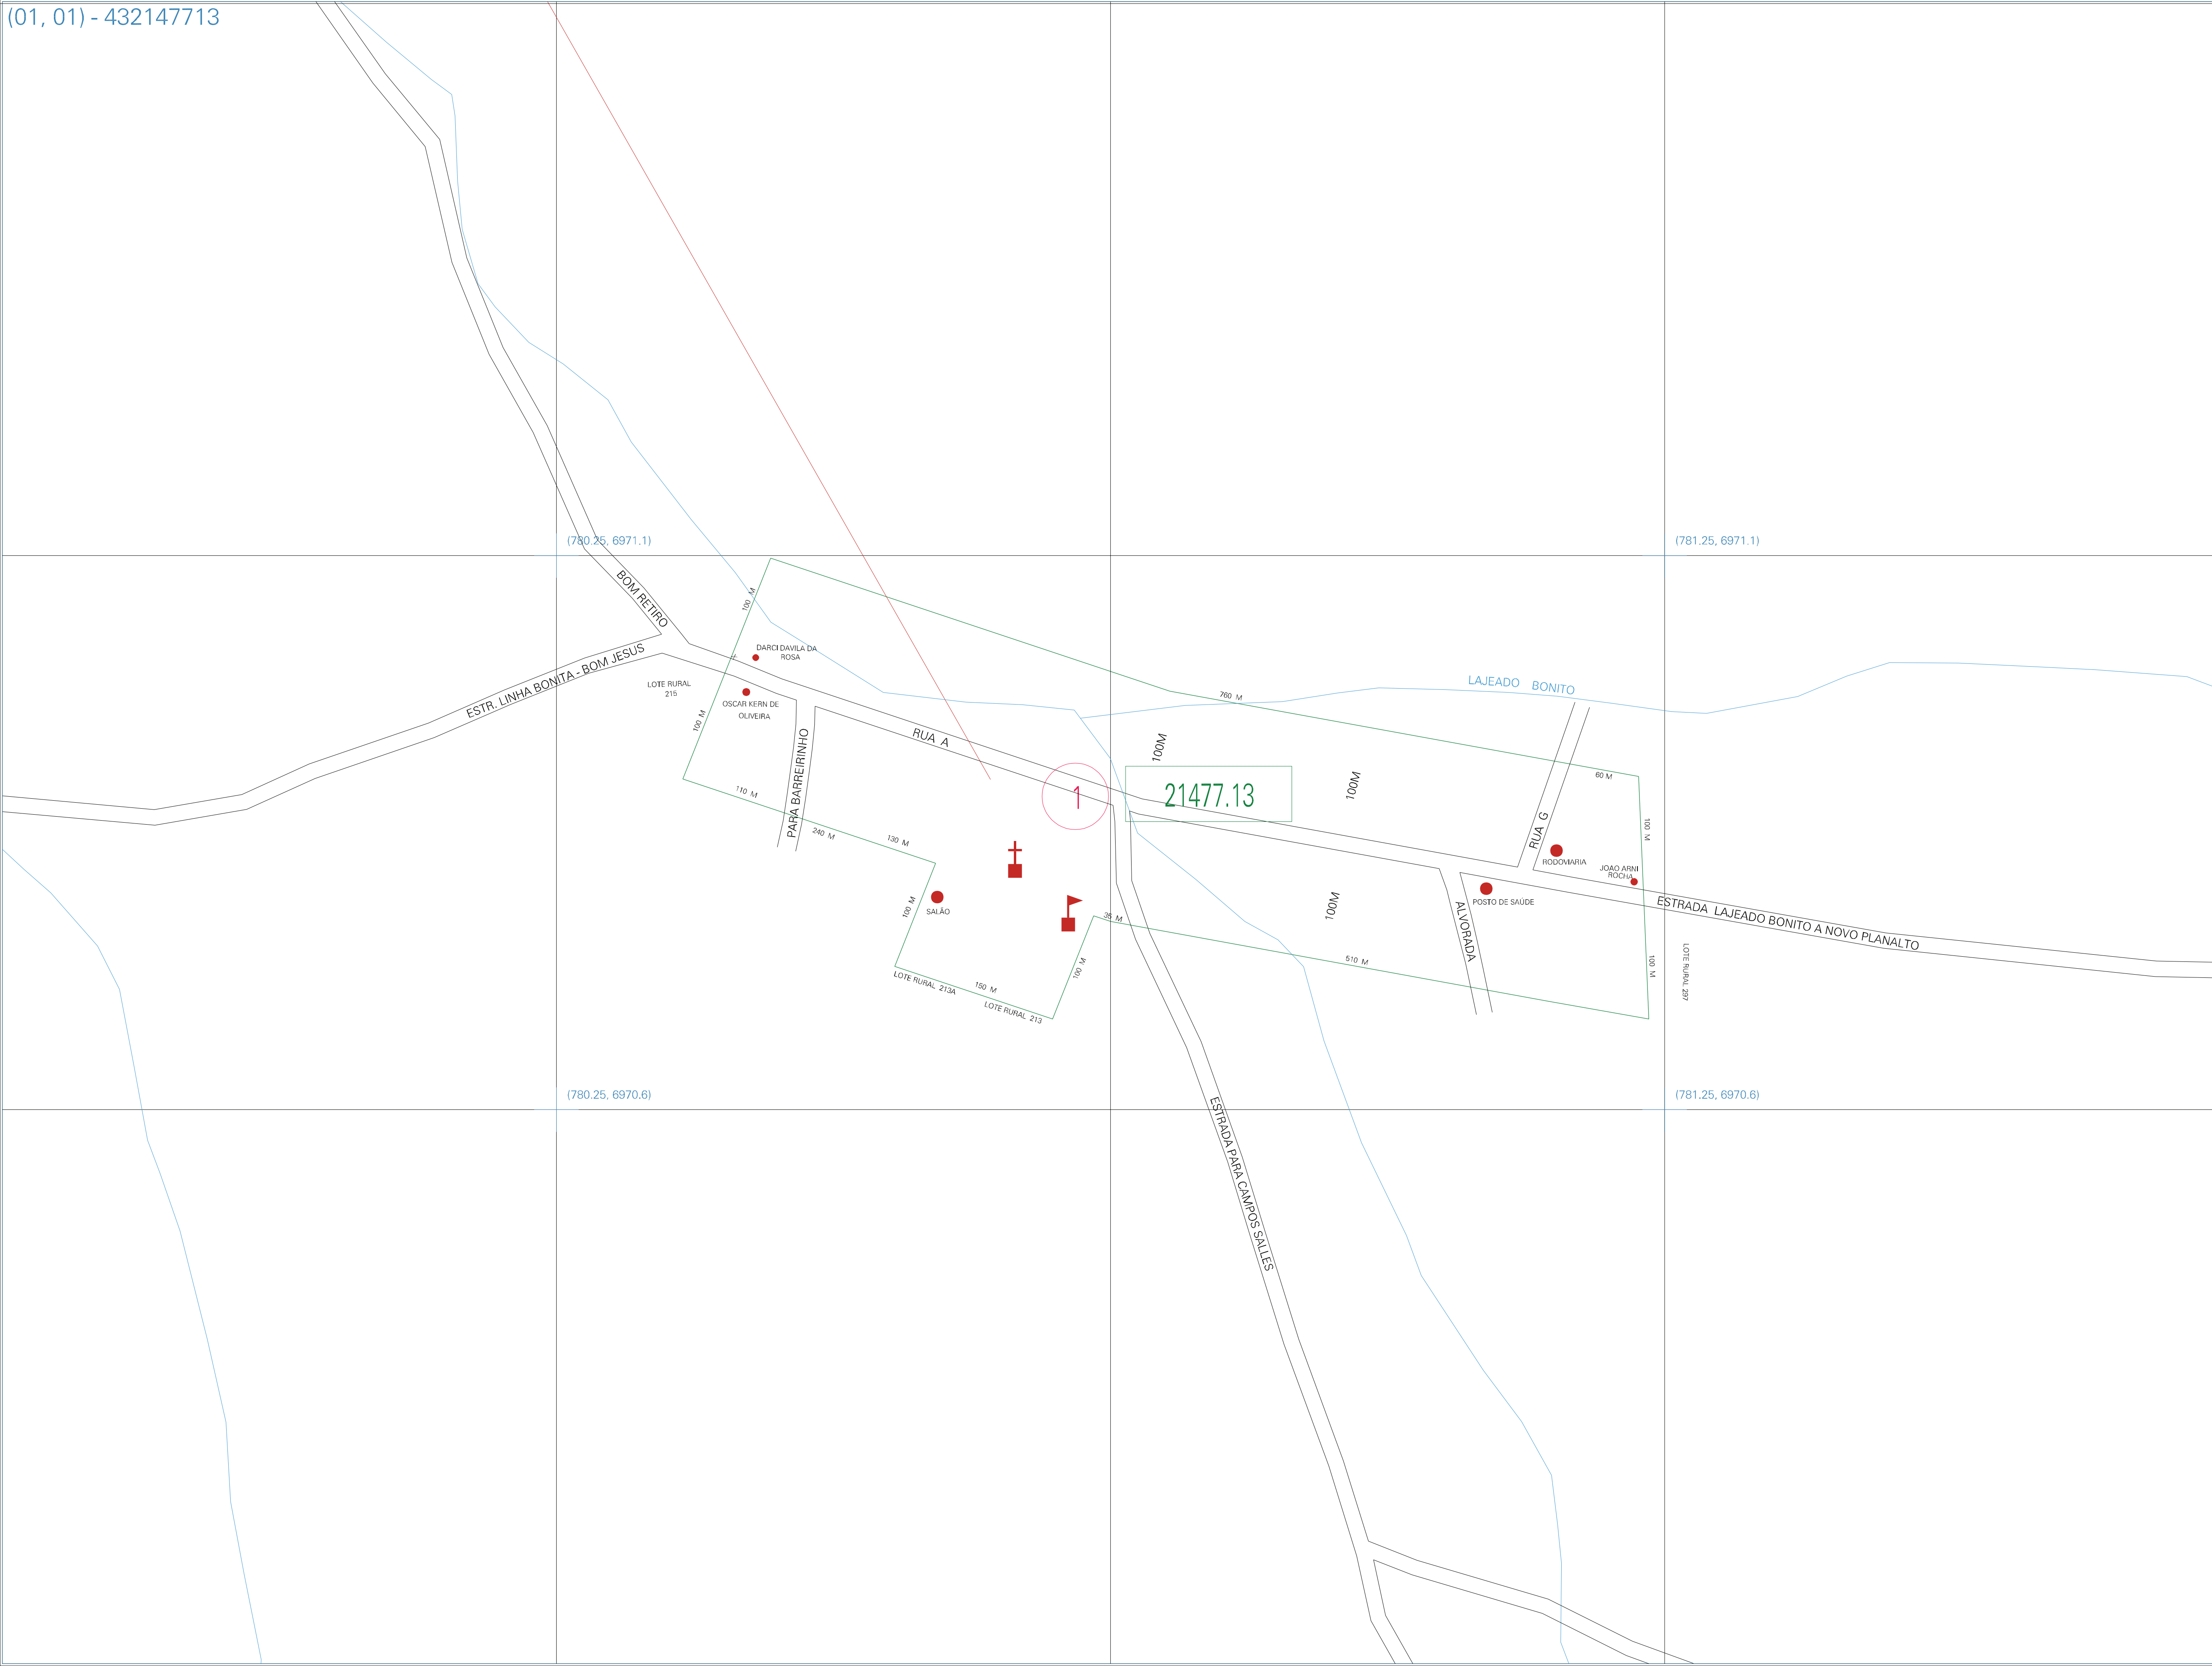 (01, 01) - 432147713
(780.25, 6971.1)
(781.25, 6971.1)
BOM RETIRO
100 M
DARCI DAVILA DA
ROSA
ESTR. LINHA BONITA - BOM JESUS
LOTE RURAL
215
OSCAR KERN DE
OLIVEIRA
100 M
760 M
LAJEADO BONITO
RUA A
PARA BARREIRINHO
100M
100M
60 M
110 M
240 M
130 M
1
21477.13
RUA G
100 M
RODOVIARIA
JOAO ARNI
ROCHA
POSTO DE SAÚDE
ESTRADA LAJEADO BONITO A NOVO PLANALTO
100 M
SALÃO
36 M
100M
ALVORADA
510 M
100 M
100 M
LOTE RURAL 297
LOTE RURAL 213A
150 M
LOTE RURAL 213
(780.25, 6970.6)
(781.25, 6970.6)
ESTRADA PARA CAMPOS SALLES